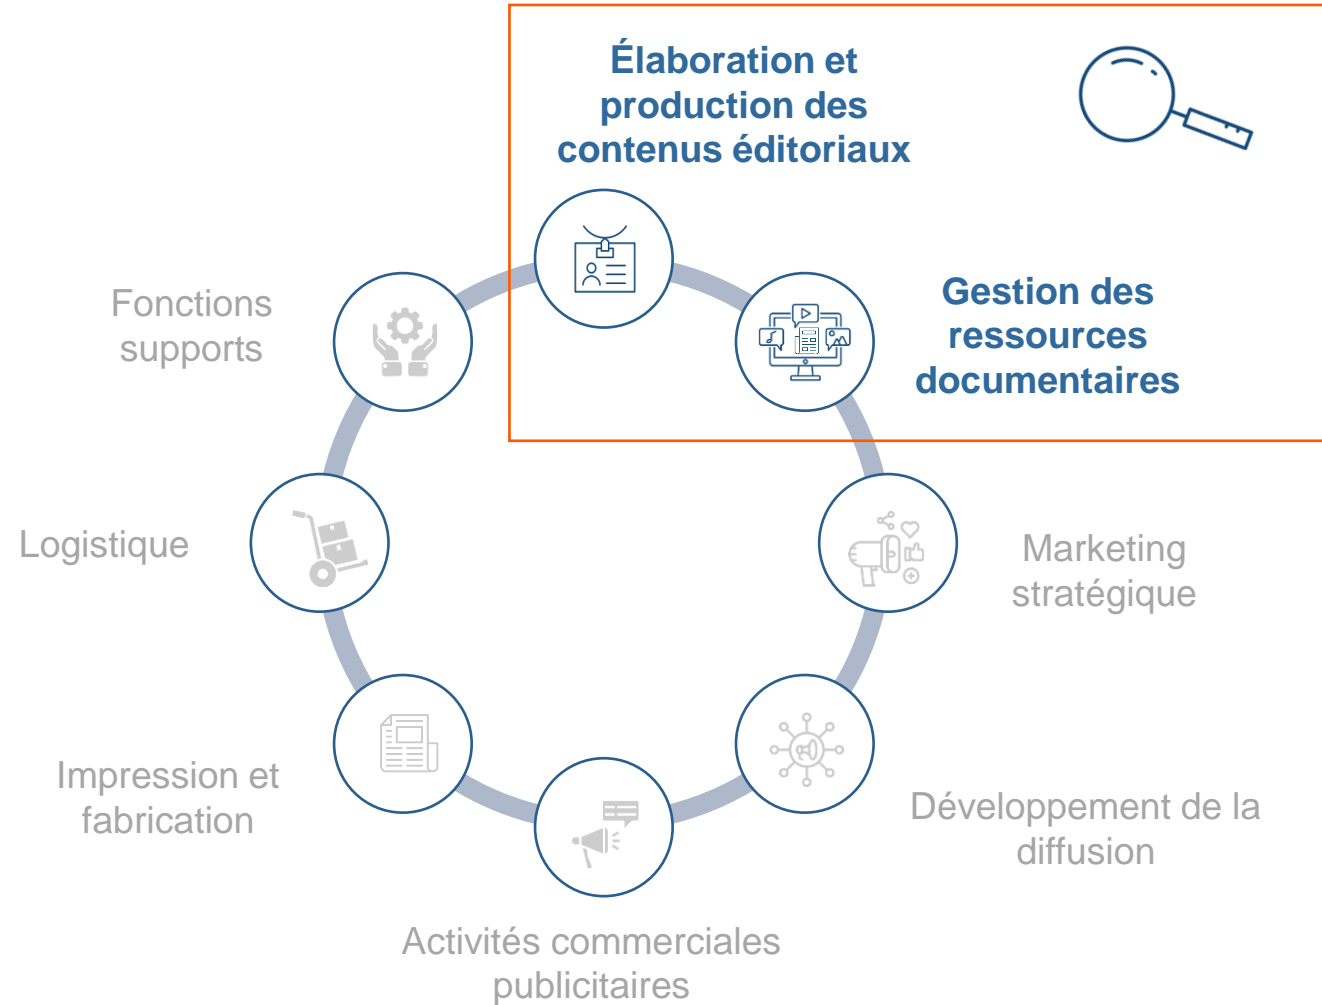 Élaboration et
production des
contenus éditoriaux
Gestion des
ressources
documentaires
Fonctions
supports
Logistique
Marketing
stratégique
Impression et
fabrication
Développement de la
diffusion
Activités commerciales
publicitaires